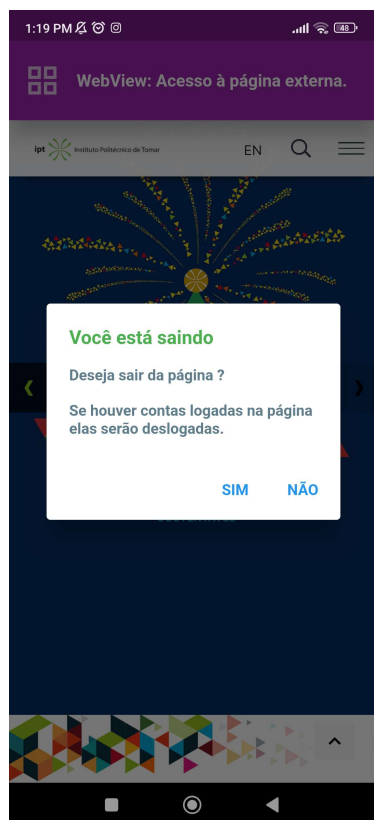 1:19 PM
48
WebView: Acesso à página externa.
ipt Instituto Politécnico de Tomar
EN
Você está saindo
Deseja sair da página ?
Se houver contas logadas na página
elas serão deslogadas.
SIM NÃO